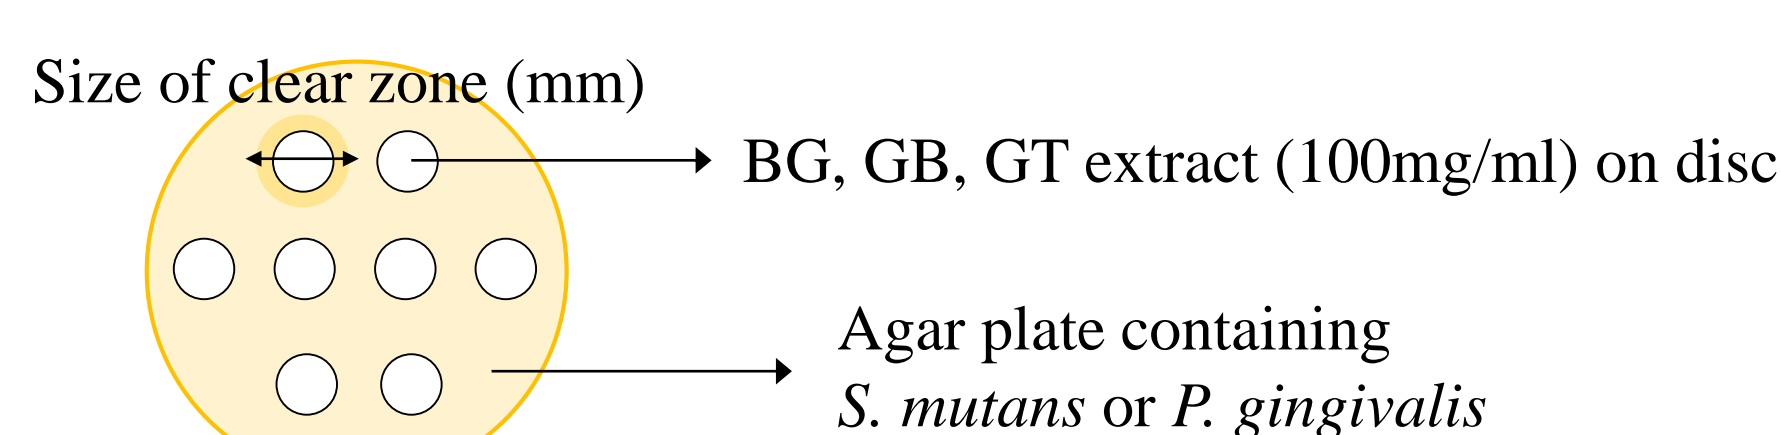 Size of clear zone (mm)
BG, GB, GT extract (100mg/ml) on disc
Agar plate containing
S. mutans or P. gingivalis